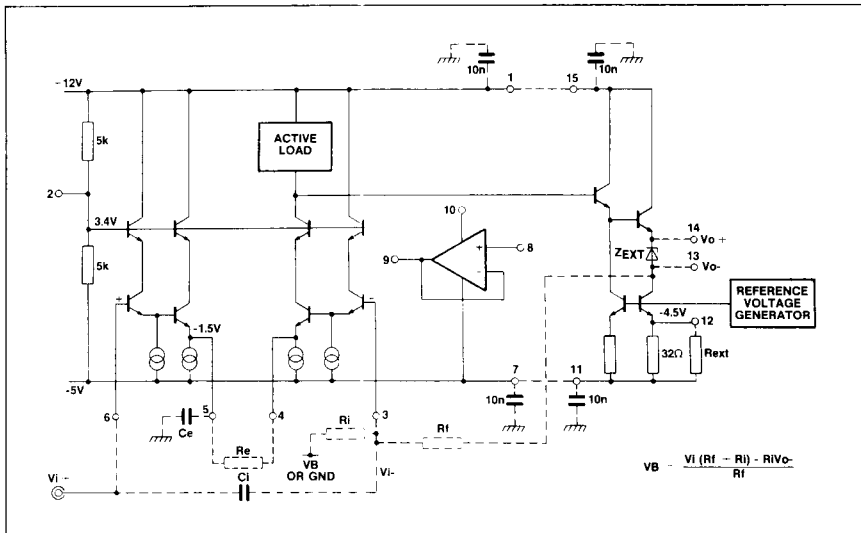 10n
10n
1
15
-12V
5k
ACTIVE
LOAD
2
3.4V
10
14
Vo +
9
8
+
-
ZEXT
13
Vo-
5k
+
-
REFERENCE
VOLTAGE
GENERATOR
-1.5V
-4.5V
12
32Ω
Rext
-5V
7
11
6
5
4
3
10n
10n
Ce
Ri
Rf
Re
VB
OR GND
Vi-
Ci
Vi -
VB - Vi (Rf - Ri) - RiVo-
Rf